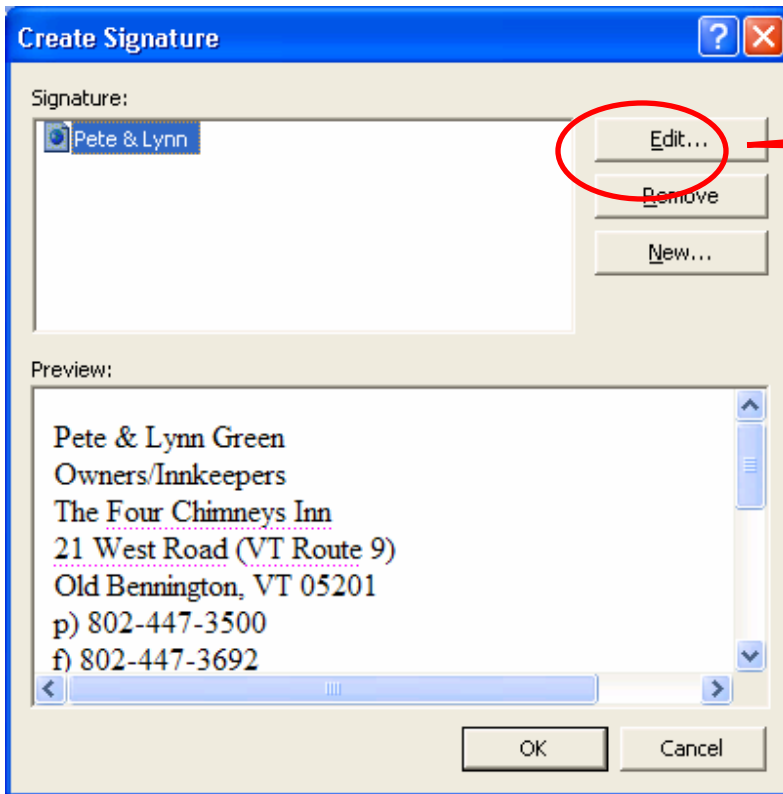 Create Signature
Signature:
Pete & Lynn
Edit...
Remove
New...
Preview:
Pete & Lynn Green
Owners/Innkeepers
The Four Chimneys Inn
21 West Road (VT Route 9)
Old Bennington, VT 05201
p) 802-447-3500
f) 802-447-3692
OK
Cancel